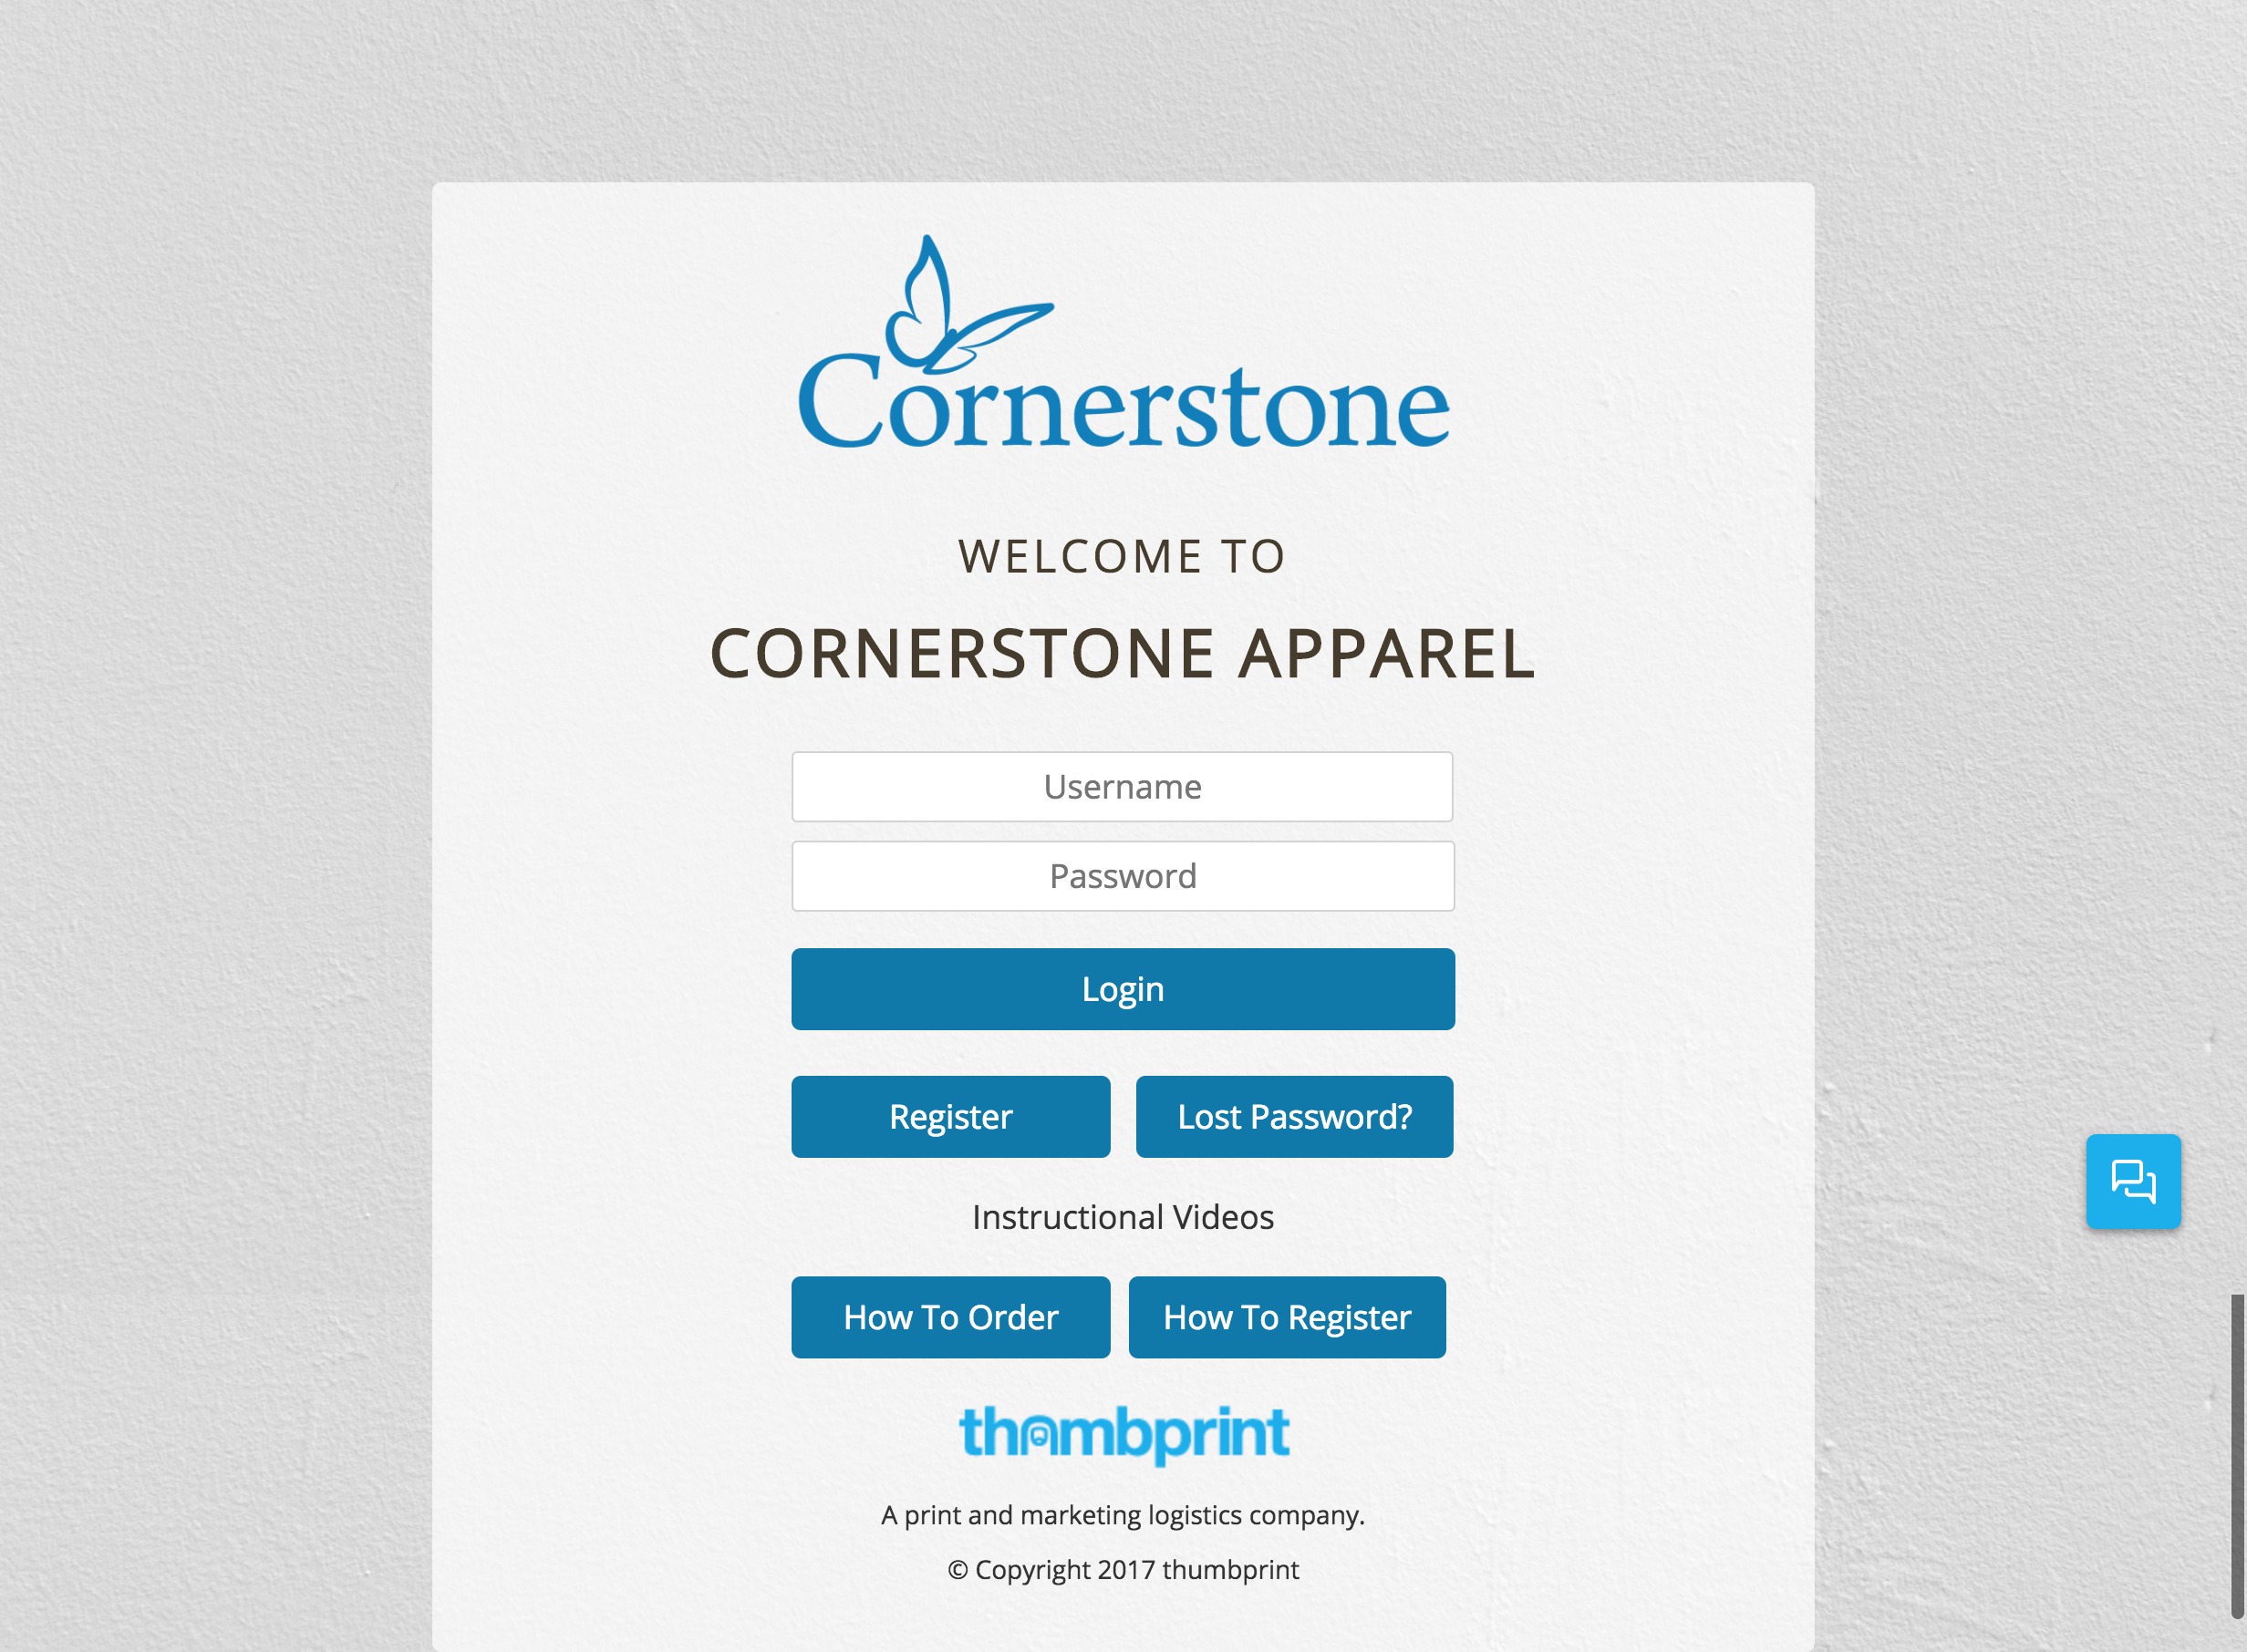 Cornerstone
WELCOME TO
CORNERSTONE APPAREL
Username
Password
Login
Register Lost Password?
Instructional Videos
How To Order How To Register
thumbprint
A print and marketing logistics company.
© Copyright 2017 thumbprint